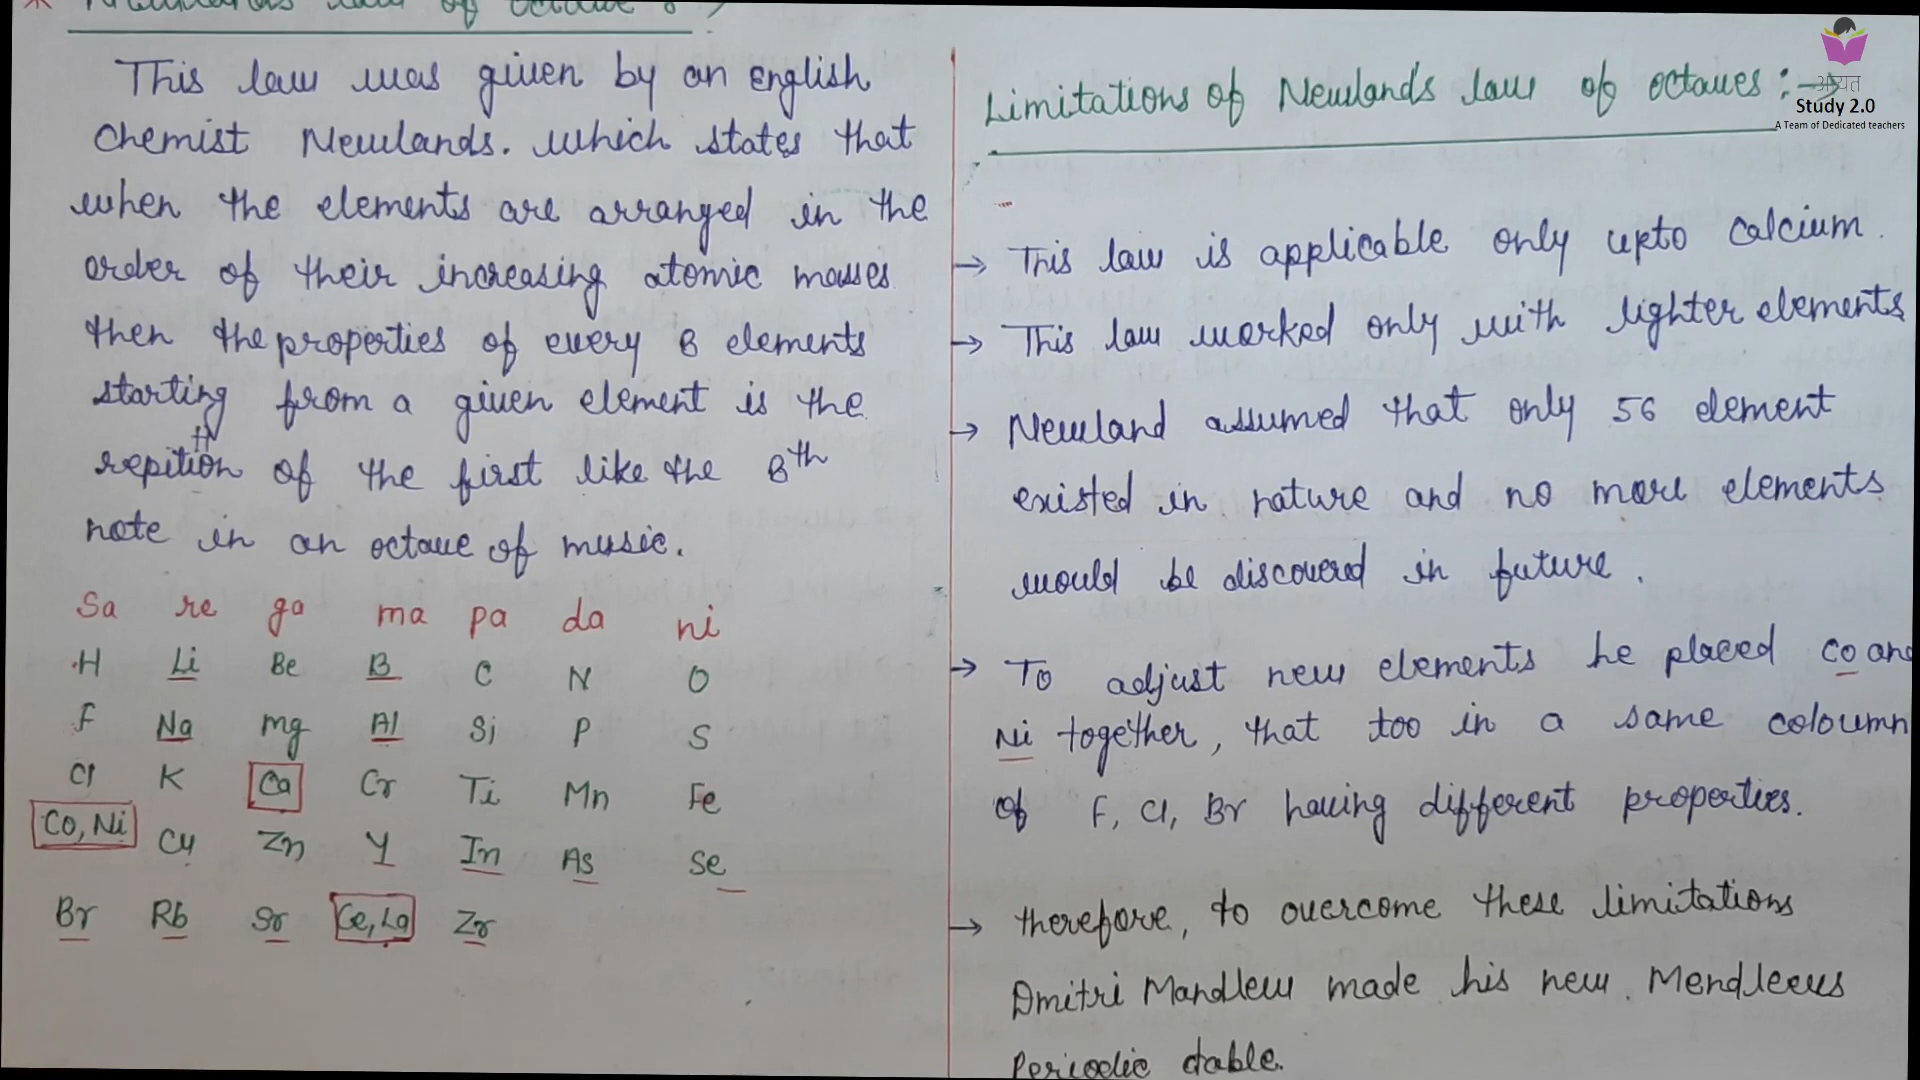 Newlands law of octave :→
This law was given by an English
chemist Newlands. which states that
when the elements are arranged in the
order of their increasing atomic masses
then the properties of every 8 elements
starting from a given element is the
repitition of the first like the 8th
note in an octave of music.
Sa re ga ma pa da ni
H Li Be B C N O
F Na Mg Al Si P S
Cl K Ca Cr Ti Mn Fe
Co, Ni Cu Zn Y In As Se
Br Rb Sr Ce, La Zr
Limitations of Newlands law of octaves :→
→ This law is applicable only upto calcium.
→ This law worked only with lighter elements
→ Newland assumed that only 56 element
existed in nature and no more elements
would be discovered in future.
→ To adjust new elements he placed Co and
Ni together, that too in a same coloumn
of F, Cl, Br having different properties.
→ therefore, to overcome these limitations
Dmitri Mandlew made his new. Mendleevs
Periodic table.
अद्यत
Study 2.0
A Team of Dedicated teachers